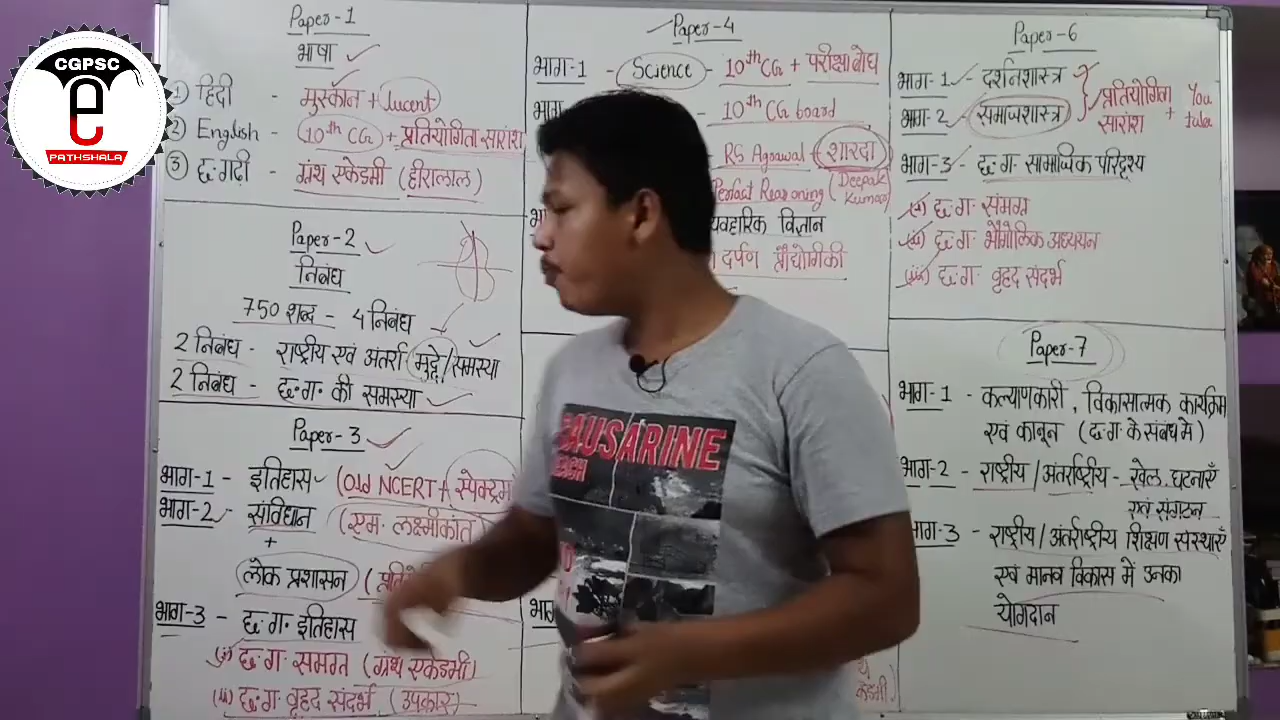 CGPSC
e
PATHSHALA
Paper-1
भाषा
① हिंदी - मुस्कान + lucent
② English - 10th CG + प्रतियोगिता सारांश
③ छ.गढ़ी - ग्रंथ एकेडमी (हीरालाल)
Paper-2
निबंध
750 शब्द - 4 निबंध
2 निबंध - राष्ट्रीय एवं अंतर्रा मुद्दे/समस्या
2 निबंध - छ.ग. की समस्या
Paper-3
भाग-1 - इतिहास (Old NCERT + स्पेक्ट्रम
भाग-2 - संविधान (एम. लक्ष्मीकांत
+
लोक प्रशासन
भाग-3 - छ.ग. इतिहास
(i) छ.ग. समग्र (ग्रंथ एकेडमी)
(ii) छ.ग. वृहद संदर्भ (उपकार)
Paper-4
भाग-1 - Science - 10th CG + परीक्षा बोध
भाग- 10th CG board
RS Agrawal शारदा
Perfect Reasoning (Deepak
Kumar)
विज्ञान
दर्पण प्रौद्योगिकी
भाग-
Paper-6
भाग-1 - दर्शनशास्त्र
भाग-2 - समाजशास्त्र
प्रतियोगिता
सारांश + You
tube
भाग-3 - छ.ग. सामाजिक परिदृश्य
(i) छ.ग. समग्र
(ii) छ.ग. भौगोलिक अध्ययन
(iii) छ.ग. वृहद संदर्भ
Paper-7
भाग-1 - कल्याणकारी, विकासात्मक कार्यक्रम
एवं कानून (छ.ग. के संबंध में)
भाग-2 - राष्ट्रीय/अंतर्राष्ट्रीय - खेल, घटनाएँ
एवं संगठन
भाग-3 - राष्ट्रीय/अंतर्राष्ट्रीय शिक्षण संस्थाएँ
एवं मानव विकास में उनका
योगदान
CAUSARINE